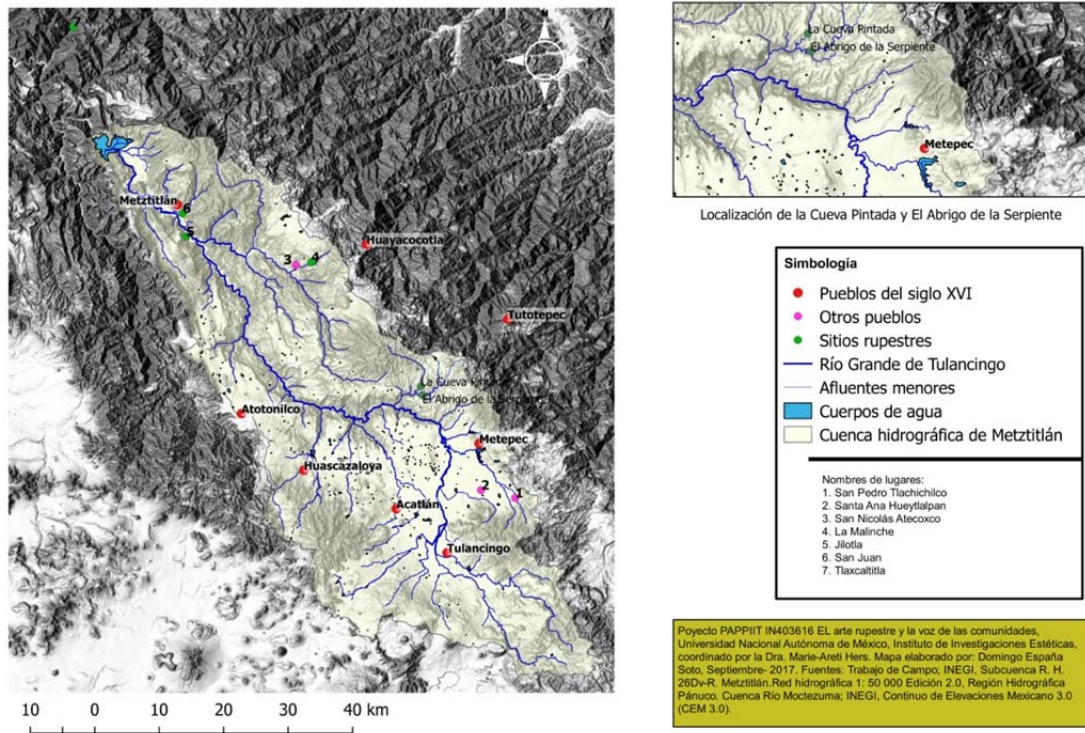 La Cueva Pintada
El Abrigo de la Serpiente
Metepec
Localización de la Cueva Pintada y El Abrigo de la Serpiente
Metztitlán
6
5
3
4
Huayacocotla
Tutotepec
La Cueva Pintada
El Abrigo de la Serpiente
Atotonilco
Metepec
Huascazaloya
2
1
Acatlán
Tulancingo
10 0 10 20 30 40 km
Simbología
Pueblos del siglo XVI
Otros pueblos
Sitios rupestres
Río Grande de Tulancingo
Afluentes menores
Cuerpos de agua
Cuenca hidrográfica de Metztitlán
Nombres de lugares:
1. San Pedro Tlachichilco
2. Santa Ana Hueytlalpan
3. San Nicolás Atecoxco
4. La Malinche
5. Jilotla
6. San Juan
7. Tlaxcaltitla
Poyecto PAPPIIT IN403616 EL arte rupestre y la voz de las comunidades,
Universidad Nacional Autónoma de México, Instituto de Investigaciones Estéticas,
coordinado por la Dra. Marie-Areti Hers. Mapa elaborado por: Domingo España
Soto, Septiembre- 2017. Fuentes: Trabajo de Campo; INEGI, Subcuenca R. H.
26Dv-R. Metztitlán.Red hidrográfica 1: 50 000 Edición 2.0, Región Hidrográfica
Pánuco. Cuenca Río Moctezuma; INEGI, Continuo de Elevaciones Mexicano 3.0
(CEM 3.0).